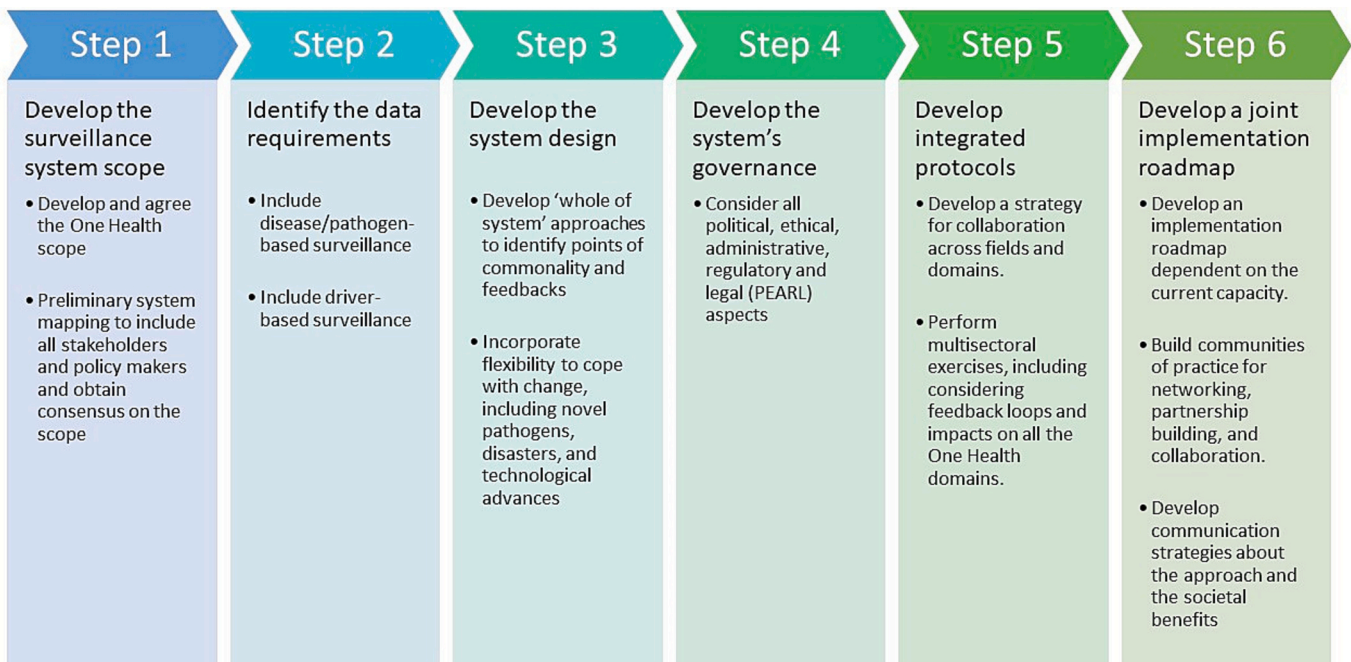 Step 1
Develop the
surveillance
system scope
• Develop and agree
the One Health
scope
• Preliminary system
mapping to include
all stakeholders
and policy makers
and obtain
consensus on the
scope
Step 2
Identify the data
requirements
• Include
disease/pathogen-
based surveillance
• Include driver-
based surveillance
Step 3
Develop the
system design
• Develop ‘whole of
system’ approaches
to identify points of
commonality and
feedbacks
• Incorporate
flexibility to cope
with change,
including novel
pathogens,
disasters, and
technological
advances
Step 4
Develop the
system’s
governance
• Consider all
political, ethical,
administrative,
regulatory and
legal (PEARL)
aspects
Step 5
Develop
integrated
protocols
• Develop a strategy
for collaboration
across fields and
domains.
• Perform
multisectoral
exercises, including
considering
feedback loops and
impacts on all the
One Health
domains.
Step 6
Develop a joint
implementation
roadmap
• Develop an
implementation
roadmap
dependent on the
current capacity.
• Build communities
of practice for
networking,
partnership
building, and
collaboration.
• Develop
communication
strategies about
the approach and
the societal
benefits